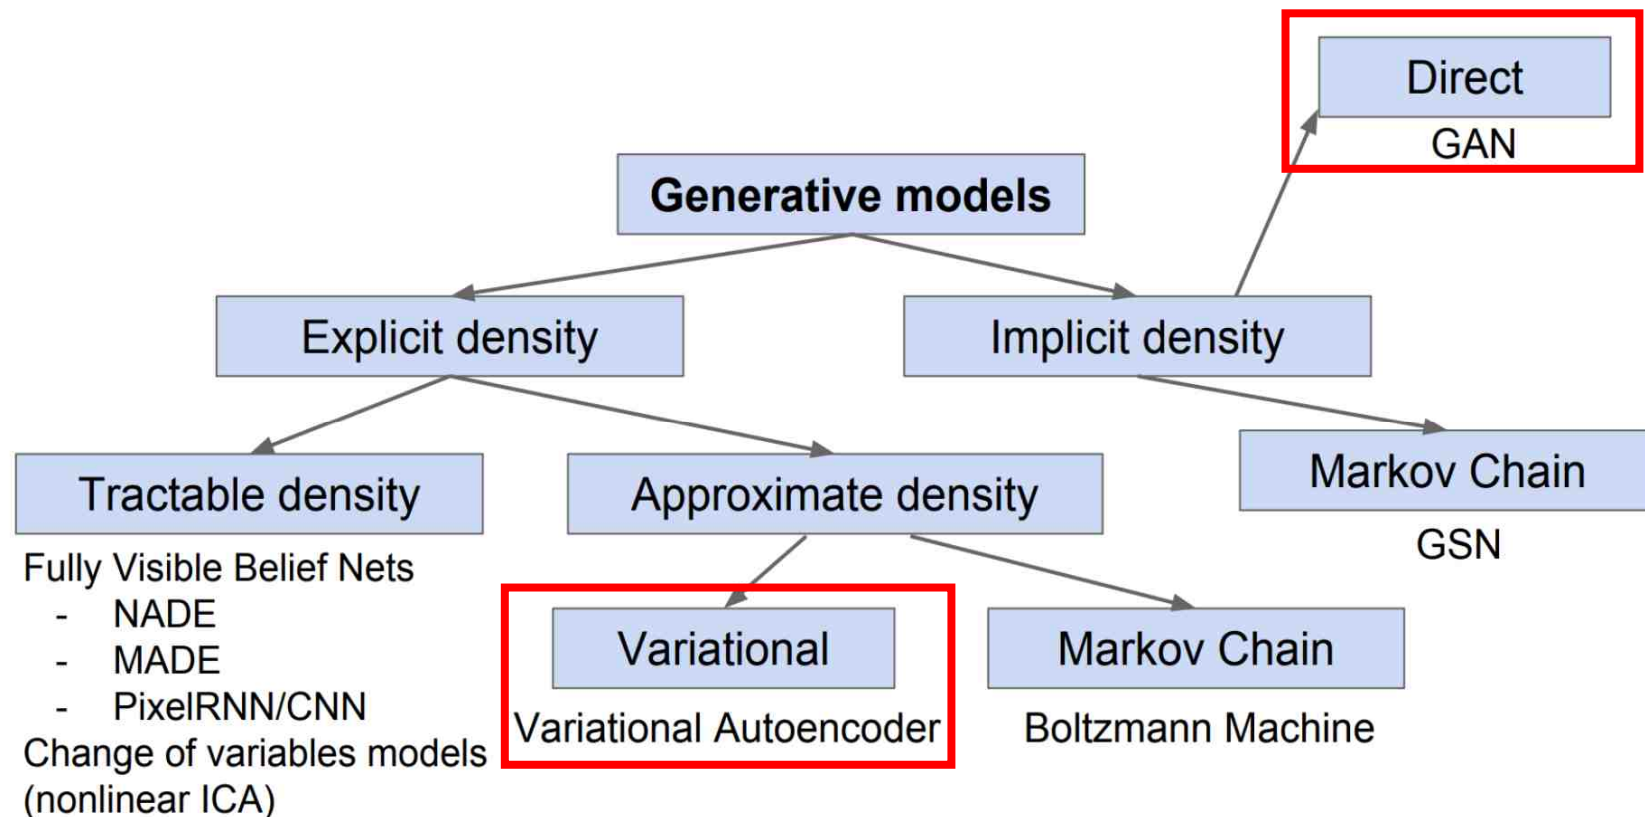 Direct
GAN
Generative models
Explicit density
Implicit density
Tractable density
Approximate density
Markov Chain
GSN
Fully Visible Belief Nets
- NADE
- MADE
- PixelRNN/CNN
Change of variables models
(nonlinear ICA)
Variational
Variational Autoencoder
Markov Chain
Boltzmann Machine